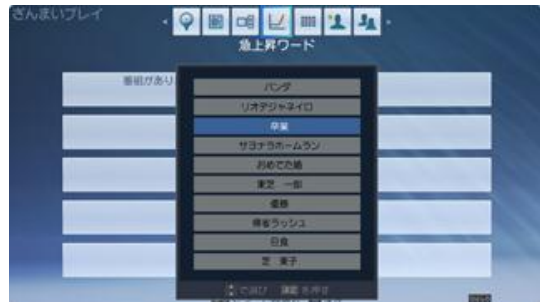 ざんまいプレイ
急上昇ワード
番組があり
パンダ
リオデジャネイロ
卒業
サヨナラホームラン
おめでた婚
東芝 一郎
優勝
帰省ラッシュ
日食
芝 東子
で選び 決定 を押す